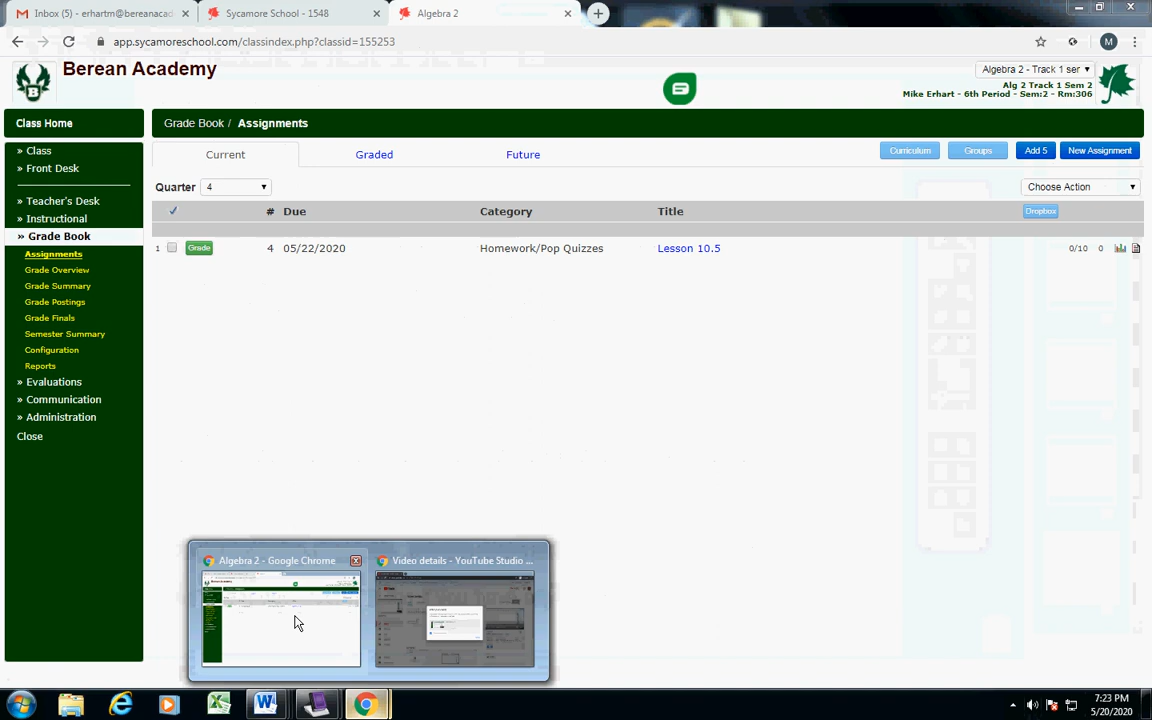 Inbox (5) - erhartm@bereanacad
Sycamore School - 1548
Algebra 2
app.sycamoreschool.com/classindex.php?classid=155253
M
B
Berean Academy
Algebra 2 - Track 1 ser
Alg 2 Track 1 Sem 2
Mike Erhart - 6th Period - Sem:2 - Rm:306
Class Home
Grade Book / Assignments
» Class
» Front Desk
» Teacher's Desk
» Instructional
» Grade Book
Assignments
Grade Overview
Grade Summary
Grade Postings
Grade Finals
Semester Summary
Configuration
Reports
» Evaluations
» Communication
» Administration
Close
Current Graded Future
Curriculum Groups Add 5 New Assignment
Quarter 4 Choose Action
# Due Category Title Dropbox
1 Grade 4 05/22/2020 Homework/Pop Quizzes Lesson 10.5 0/10 0
Algebra 2 - Google Chrome
Video details - YouTube Studio ...
7:23 PM
5/20/2020